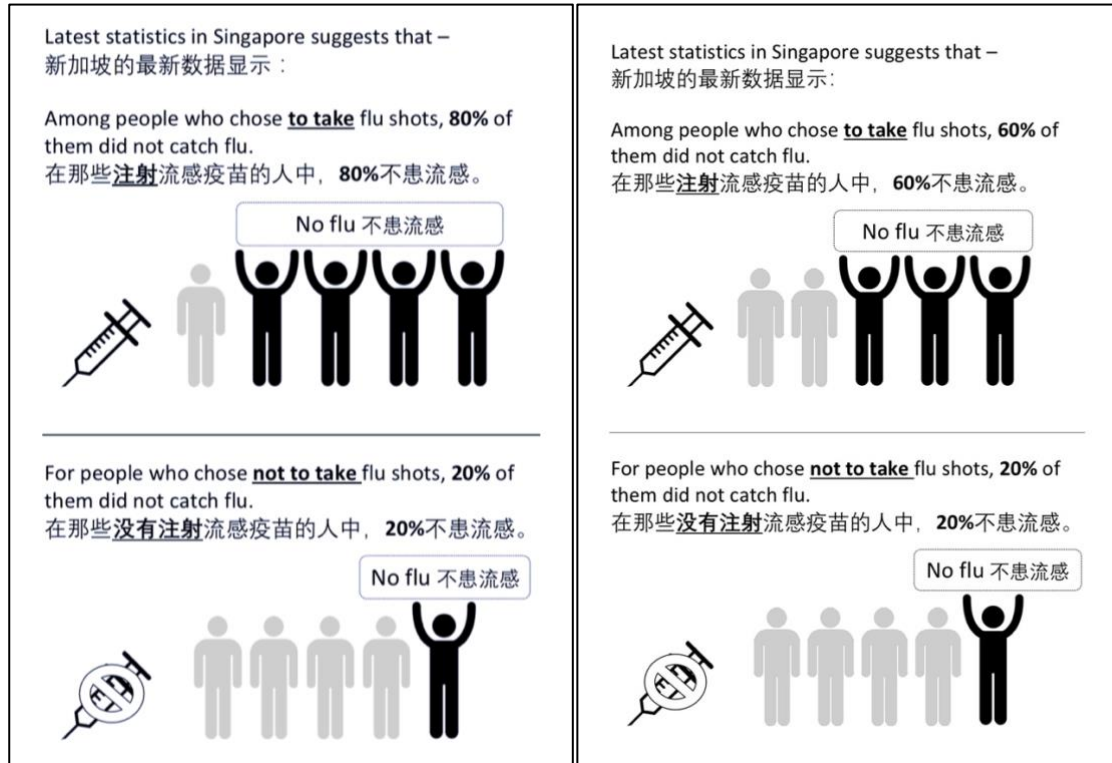 Latest statistics in Singapore suggests that –
新加坡的最新数据显示：
Among people who chose to take flu shots, 80% of
them did not catch flu.
在那些注射流感疫苗的人中，80%不患流感。
No flu 不患流感
For people who chose not to take flu shots, 20% of
them did not catch flu.
在那些没有注射流感疫苗的人中，20%不患流感。
No flu 不患流感
Latest statistics in Singapore suggests that –
新加坡的最新数据显示：
Among people who chose to take flu shots, 60% of
them did not catch flu.
在那些注射流感疫苗的人中，60%不患流感。
No flu 不患流感
For people who chose not to take flu shots, 20% of
them did not catch flu.
在那些没有注射流感疫苗的人中，20%不患流感。
No flu 不患流感